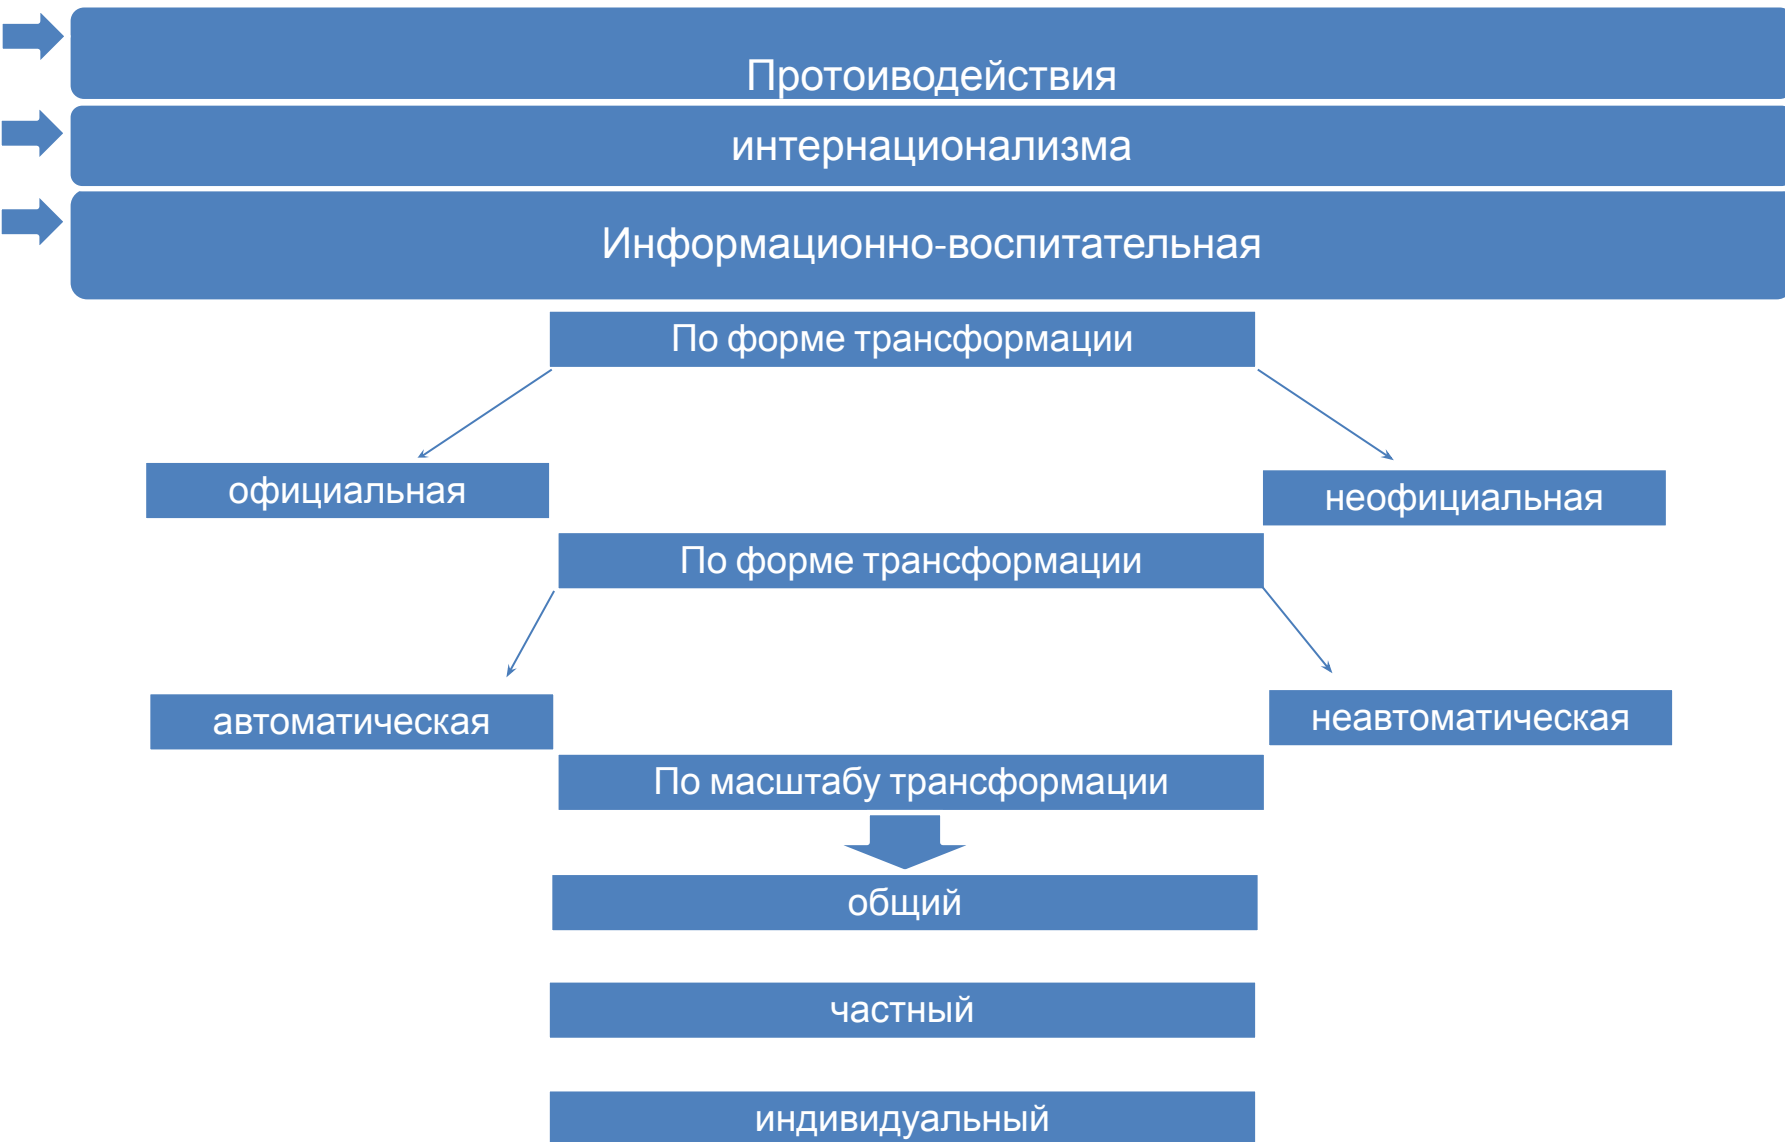 Протоиводействия
интернационализма
Информационно-воспитательная
По форме трансформации
официальная
неофициальная
По форме трансформации
автоматическая
неавтоматическая
По масштабу трансформации
общий
частный
индивидуальный